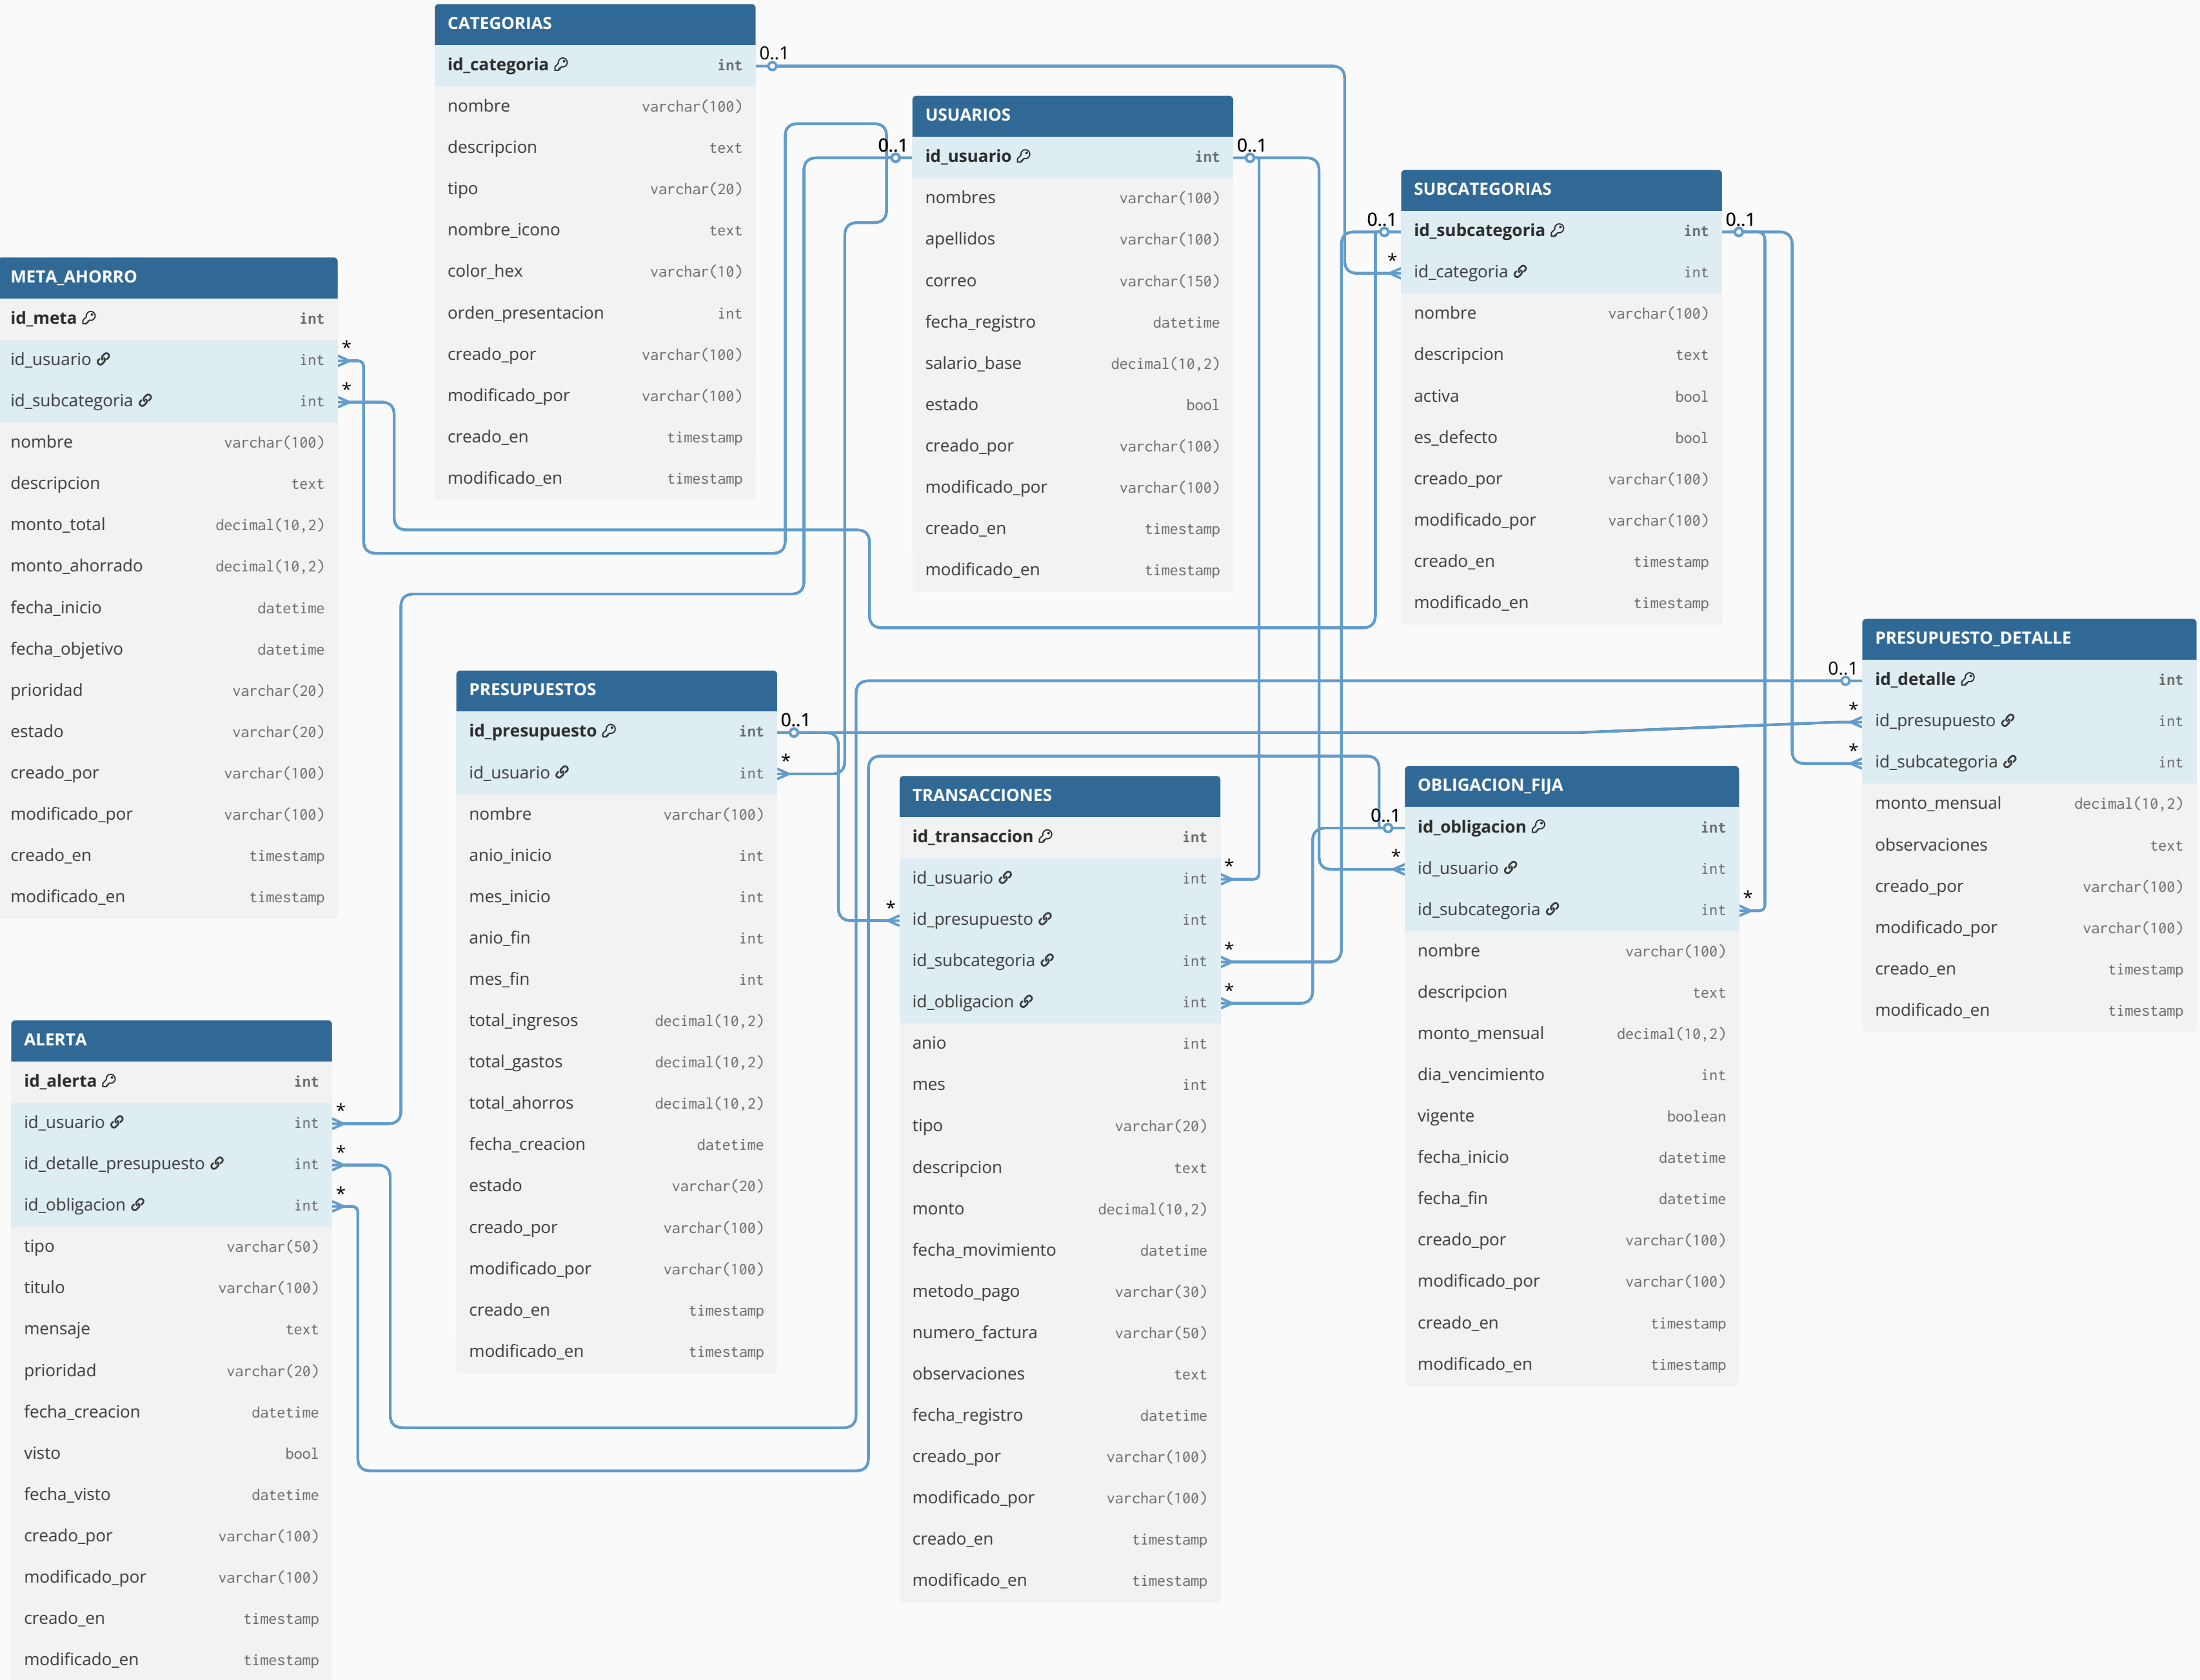 CATEGORIAS
id_categoria int
nombre varchar(100)
descripcion text
tipo varchar(20)
nombre_icono text
color_hex varchar(10)
orden_presentacion int
creado_por varchar(100)
modificado_por varchar(100)
creado_en timestamp
modificado_en timestamp
0..1
USUARIOS
0..1
id_usuario int
0..1
nombres varchar(100)
apellidos varchar(100)
correo varchar(150)
fecha_registro datetime
salario_base decimal(10,2)
estado bool
creado_por varchar(100)
modificado_por varchar(100)
creado_en timestamp
modificado_en timestamp
SUBCATEGORIAS
0..1
id_subcategoria int
0..1
*
id_categoria int
nombre varchar(100)
descripcion text
activa bool
es_defecto bool
creado_por varchar(100)
modificado_por varchar(100)
creado_en timestamp
modificado_en timestamp
META_AHORRO
id_meta int
id_usuario int
*
id_subcategoria int
*
nombre varchar(100)
descripcion text
monto_total decimal(10,2)
monto_ahorrado decimal(10,2)
fecha_inicio datetime
fecha_objetivo datetime
prioridad varchar(20)
estado varchar(20)
creado_por varchar(100)
modificado_por varchar(100)
creado_en timestamp
modificado_en timestamp
PRESUPUESTO_DETALLE
0..1
id_detalle int
*
id_presupuesto int
*
id_subcategoria int
monto_mensual decimal(10,2)
observaciones text
creado_por varchar(100)
modificado_por varchar(100)
creado_en timestamp
modificado_en timestamp
PRESUPUESTOS
id_presupuesto int
0..1
id_usuario int
*
nombre varchar(100)
anio_inicio int
mes_inicio int
anio_fin int
mes_fin int
total_ingresos decimal(10,2)
total_gastos decimal(10,2)
total_ahorros decimal(10,2)
fecha_creacion datetime
estado varchar(20)
creado_por varchar(100)
modificado_por varchar(100)
creado_en timestamp
modificado_en timestamp
TRANSACCIONES
id_transaccion int
id_usuario int
*
*
id_presupuesto int
id_subcategoria int
*
id_obligacion int
*
anio int
mes int
tipo varchar(20)
descripcion text
monto decimal(10,2)
fecha_movimiento datetime
metodo_pago varchar(30)
numero_factura varchar(50)
observaciones text
fecha_registro datetime
creado_por varchar(100)
modificado_por varchar(100)
creado_en timestamp
modificado_en timestamp
OBLIGACION_FIJA
0..1
id_obligacion int
*
id_usuario int
id_subcategoria int
*
nombre varchar(100)
descripcion text
monto_mensual decimal(10,2)
dia_vencimiento int
vigente boolean
fecha_inicio datetime
fecha_fin datetime
creado_por varchar(100)
modificado_por varchar(100)
creado_en timestamp
modificado_en timestamp
ALERTA
id_alerta int
id_usuario int
*
id_detalle_presupuesto int
*
id_obligacion int
*
tipo varchar(50)
titulo varchar(100)
mensaje text
prioridad varchar(20)
fecha_creacion datetime
visto bool
fecha_visto datetime
creado_por varchar(100)
modificado_por varchar(100)
creado_en timestamp
modificado_en timestamp